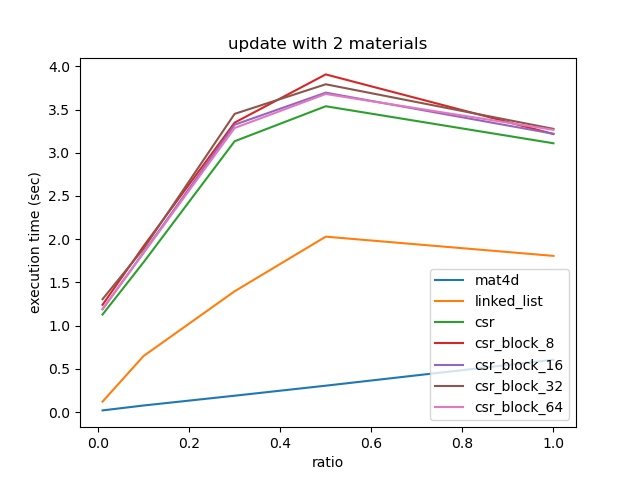 update with 2 materials
execution time (sec)
4.0
3.5
3.0
2.5
2.0
1.5
1.0
0.5
0.0
mat4d
linked_list
csr
csr_block_8
csr_block_16
csr_block_32
csr_block_64
0.0 0.2 0.4 0.6 0.8 1.0
ratio